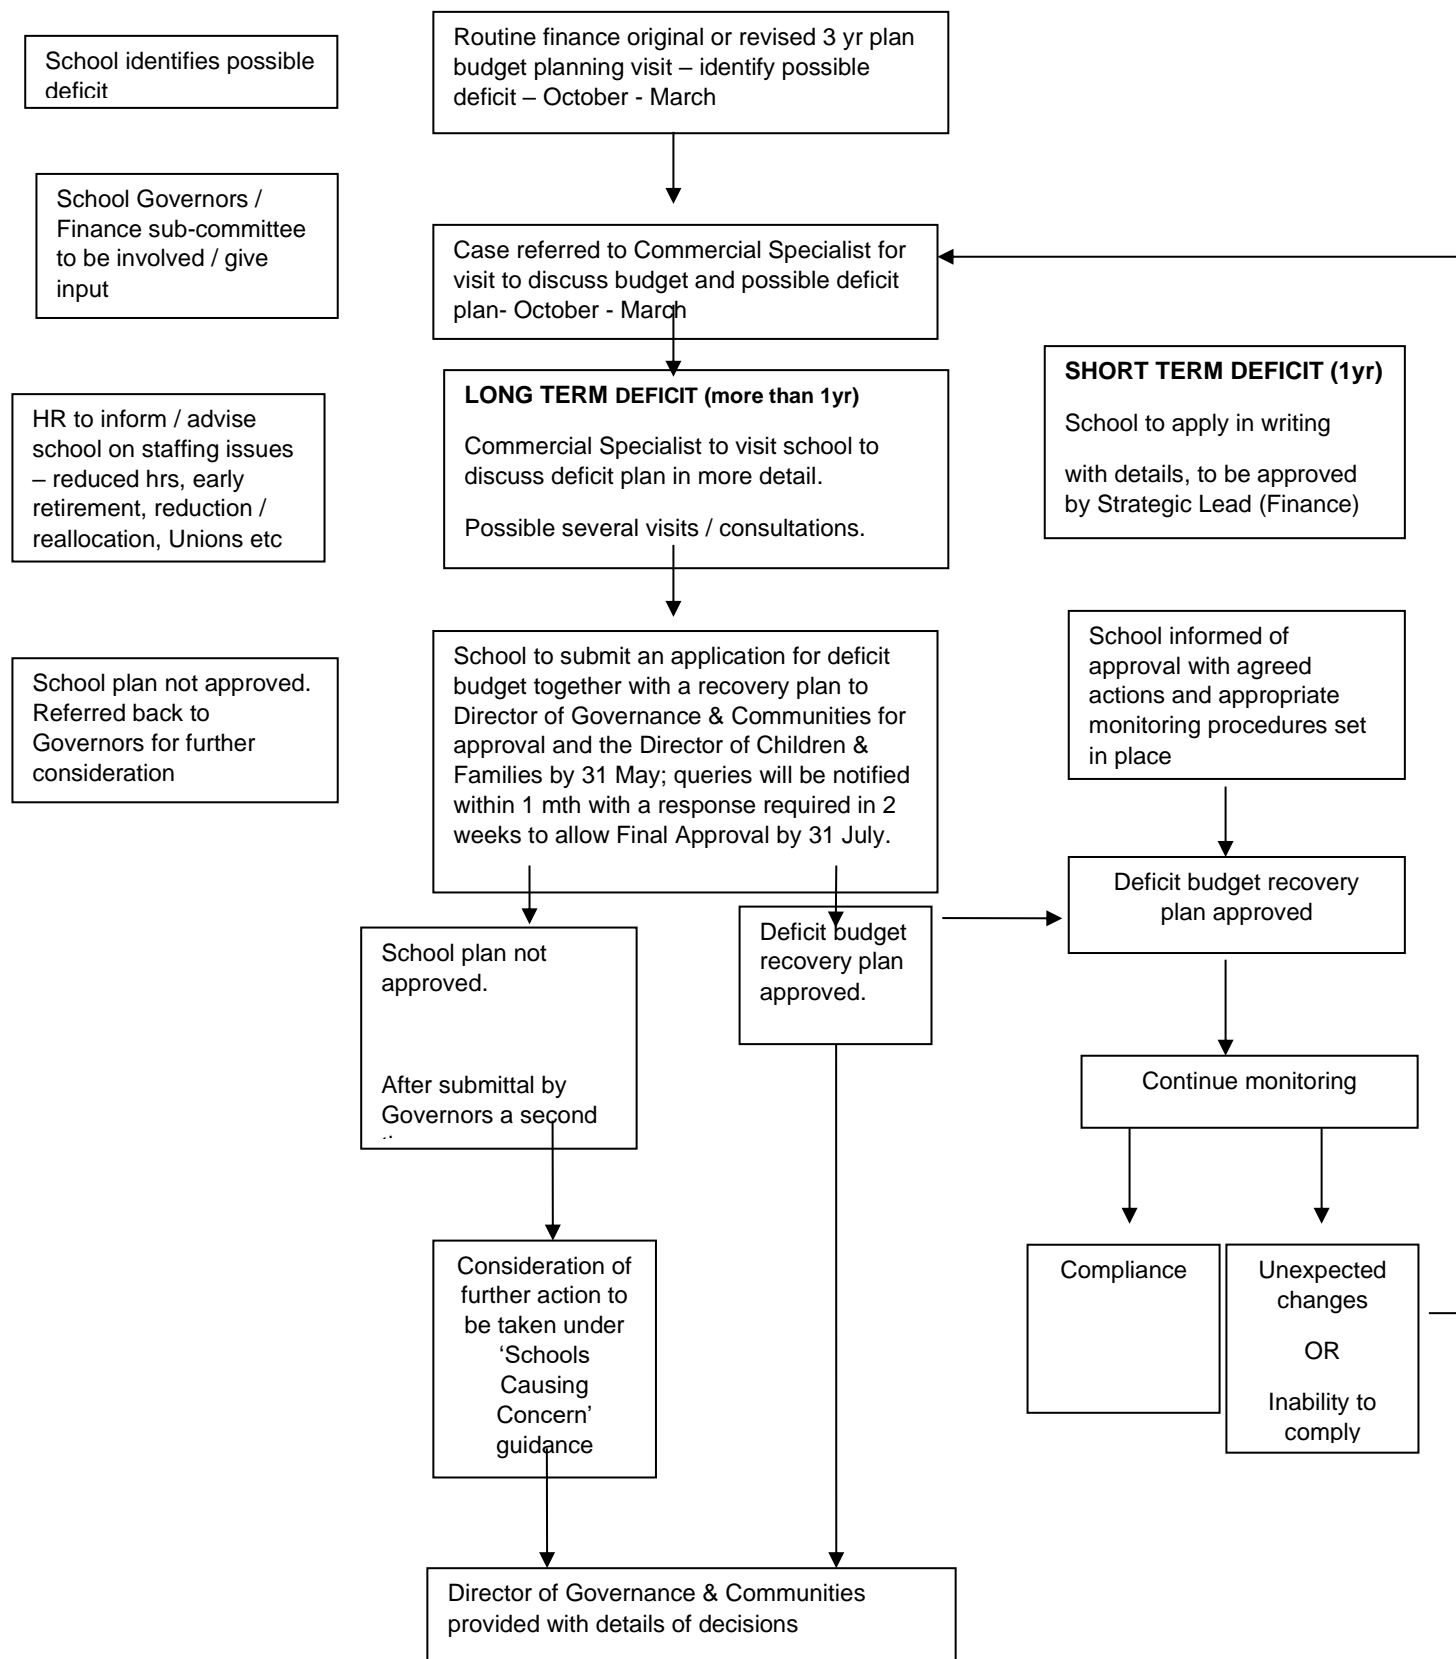 School identifies possible
deficit
Routine finance original or revised 3 yr plan
budget planning visit – identify possible
deficit – October - March
School Governors /
Finance sub-committee
to be involved / give
input
Case referred to Commercial Specialist for
visit to discuss budget and possible deficit
plan- October - March
HR to inform / advise
school on staffing issues
– reduced hrs, early
retirement, reduction /
reallocation, Unions etc
LONG TERM DEFICIT (more than 1yr)
Commercial Specialist to visit school to
discuss deficit plan in more detail.
Possible several visits / consultations.
SHORT TERM DEFICIT (1yr)
School to apply in writing
with details, to be approved
by Strategic Lead (Finance)
School plan not approved.
Referred back to
Governors for further
consideration
School to submit an application for deficit
budget together with a recovery plan to
Director of Governance & Communities for
approval and the Director of Children &
Families by 31 May; queries will be notified
within 1 mth with a response required in 2
weeks to allow Final Approval by 31 July.
School informed of
approval with agreed
actions and appropriate
monitoring procedures set
in place
School plan not
approved.
After submittal by
Governors a second
Deficit budget
recovery plan
approved.
Deficit budget recovery
plan approved
Continue monitoring
Consideration of
further action to
be taken under
‘Schools
Causing
Concern’
guidance
Compliance
Unexpected
changes
OR
Inability to
comply
Director of Governance & Communities
provided with details of decisions